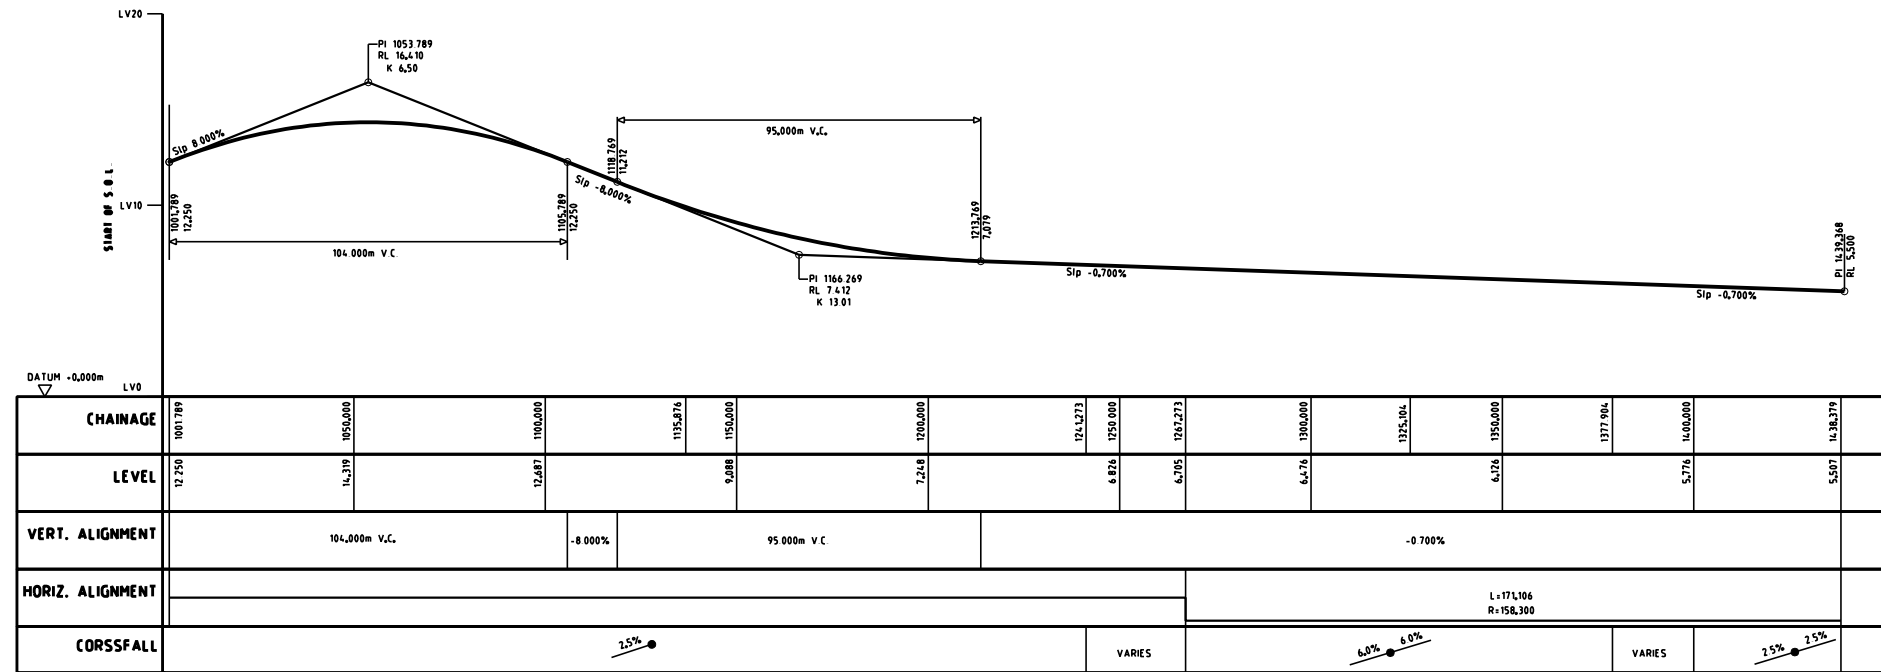 LV20
PI 1053.789
RL 16.410
K 6.50
Slp 8.000%
95.000m V.C.
1118.769
11.212
Slp -8.000%
START OF S.O.L.
LV10
1001.789
12.250
1105.789
12.250
1213.769
7.079
104.000m V.C.
PI 1166.269
RL 7.412
K 13.01
Slp -0.700%
Slp -0.700%
PI 1439.368
RL 5.500
DATUM +0.000m
LV0
CHAINAGE 1001.789 1050.000 1100.000 1135.876 1150.000 1200.000 1241.273 1250.000 1267.273 1300.000 1325.104 1350.000 1377.904 1400.000 1438.379
LEVEL 12.250 14.319 12.687 9.088 7.248 6.826 6.705 6.476 6.126 5.776 5.507
VERT. ALIGNMENT 104.000m V.C. -8.000% 95.000m V.C. -0.700%
HORIZ. ALIGNMENT L=171.106
R=158.300
CORSSFALL 2.5% VARIES 6.0% 6.0% VARIES 2.5% 2.5%